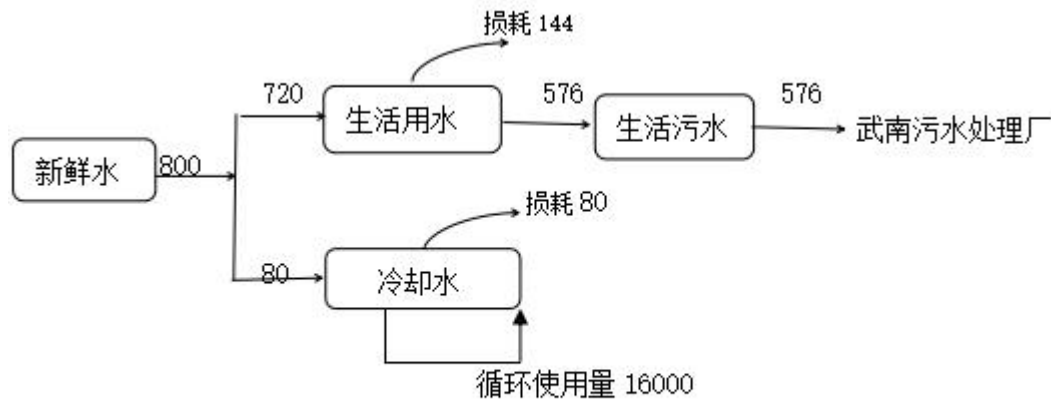 损耗 144
720
生活用水
576
生活污水
576
武南污水处理厂
新鲜水
800
损耗 80
80
冷却水
循环使用量 16000